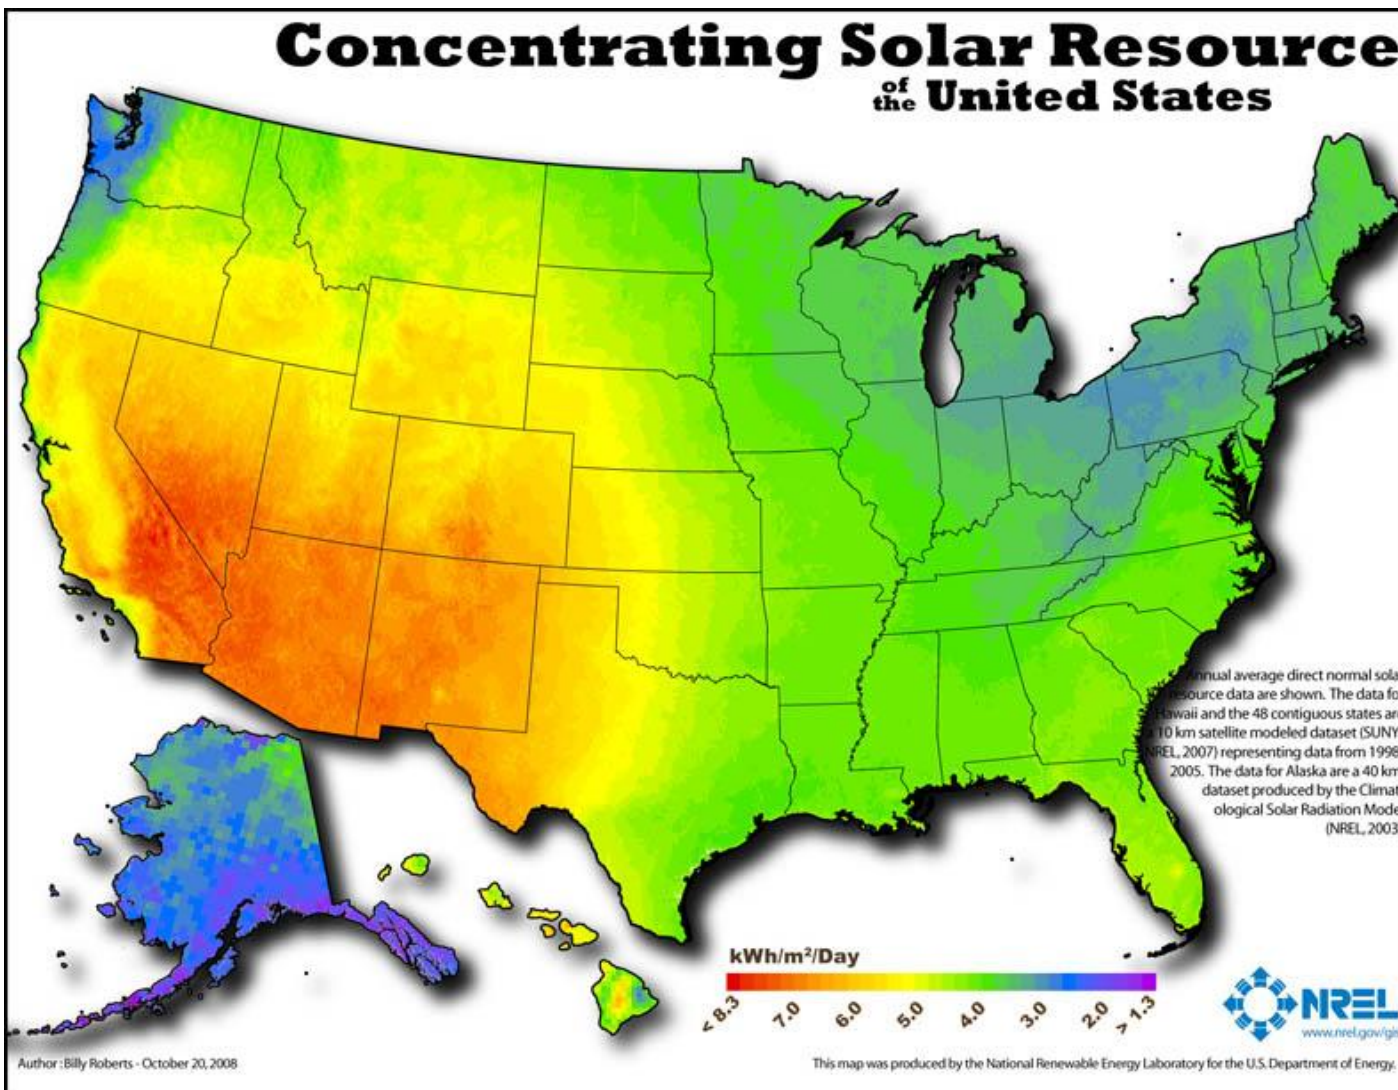 Concentrating Solar Resource
of the United States
Annual average direct normal sola
resource data are shown. The data fo
Hawaii and the 48 contiguous states ar
a 10 km satellite modeled dataset (SUNY
NREL, 2007) representing data from 1998
2005. The data for Alaska are a 40 km
dataset produced by the Climat
ological Solar Radiation Mode
(NREL, 2003
kWh/m²/Day
< 8.3 7.0 6.0 5.0 4.0 3.0 2.0 > 1.3
NREL
www.nrel.gov/gis
Author : Billy Roberts - October 20, 2008
This map was produced by the National Renewable Energy Laboratory for the U.S. Department of Energy.